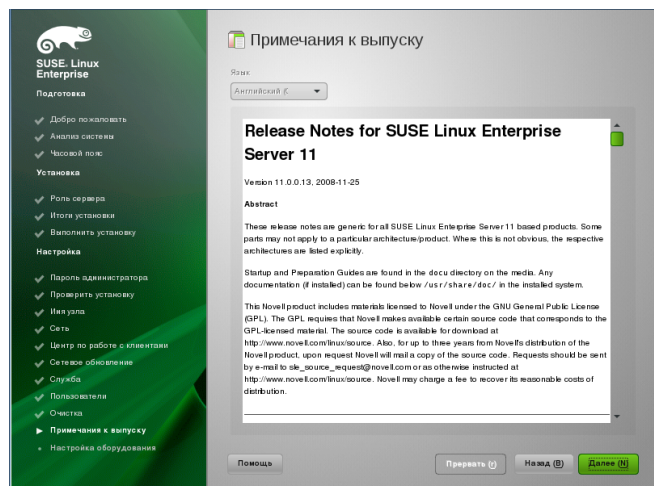 SUSE. Linux
Enterprise
Подготовка
Добро пожаловать
Анализ системы
Часовой пояс
Установка
Роль сервера
Итоги установки
Выполнить установку
Настройка
Пароль администратора
Проверить установку
Имя узла
Сеть
Центр по работе с клиентами
Сетевое обновление
Служба
Пользователи
Очистка
Примечания к выпуску
Настройка оборудования
Примечания к выпуску
Язык
Английский (
Release Notes for SUSE Linux Enterprise
Server 11
Version 11.0.0.13, 2008-11-25
Abstract
These release notes are generic for all SUSE Linux Enterprise Server 11 based products. Some
parts may not apply to a particular architecture/product. Where this is not obvious, the respective
architectures are listed explicitly.
Startup and Preparation Guides are found in the docu directory on the media. Any
documentation (if installed) can be found below /usr/share/doc/ in the installed system.
This Novell product includes materials licensed to Novell under the GNU General Public License
(GPL). The GPL requires that Novell makes available certain source code that corresponds to the
GPL-licensed material. The source code is available for download at
http://www.novell.com/linux/source. Also, for up to three years from Novell's distribution of the
Novell product, upon request Novell will mail a copy of the source code. Requests should be sent
by e-mail to sle_source_request@novell.com or as otherwise instructed at
http://www.novell.com/linux/source. Novell may charge a fee to recover its reasonable costs of
distribution.
Помощь
Прервать (r)
Назад (B)
Далее (N)